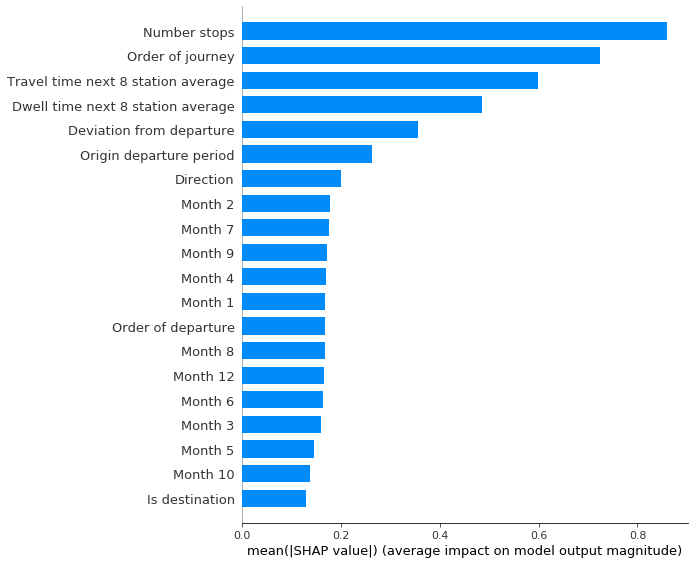 Number stops
Order of journey
Travel time next 8 station average
Dwell time next 8 station average
Deviation from departure
Origin departure period
Direction
Month 2
Month 7
Month 9
Month 4
Month 1
Order of departure
Month 8
Month 12
Month 6
Month 3
Month 5
Month 10
Is destination
0.0 0.2 0.4 0.6 0.8
mean(|SHAP value|) (average impact on model output magnitude)